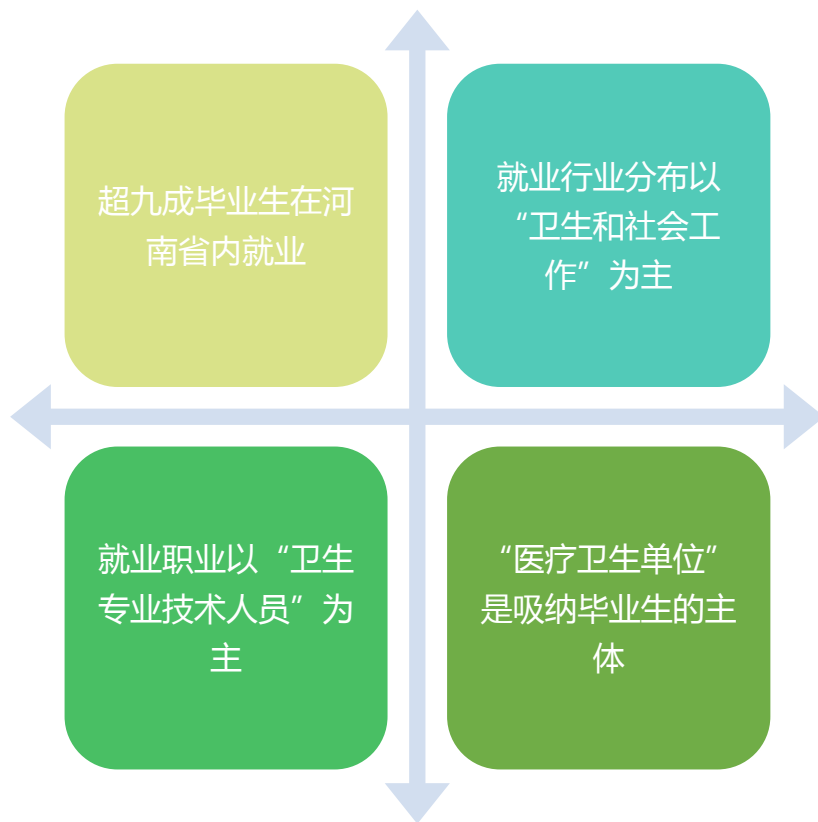 超九成毕业生在河
南省内就业
就业行业分布以
“卫生和社会工
作”为主
就业职业以“卫生
专业技术人员”为
主
“医疗卫生单位”
是吸纳毕业生的主
体